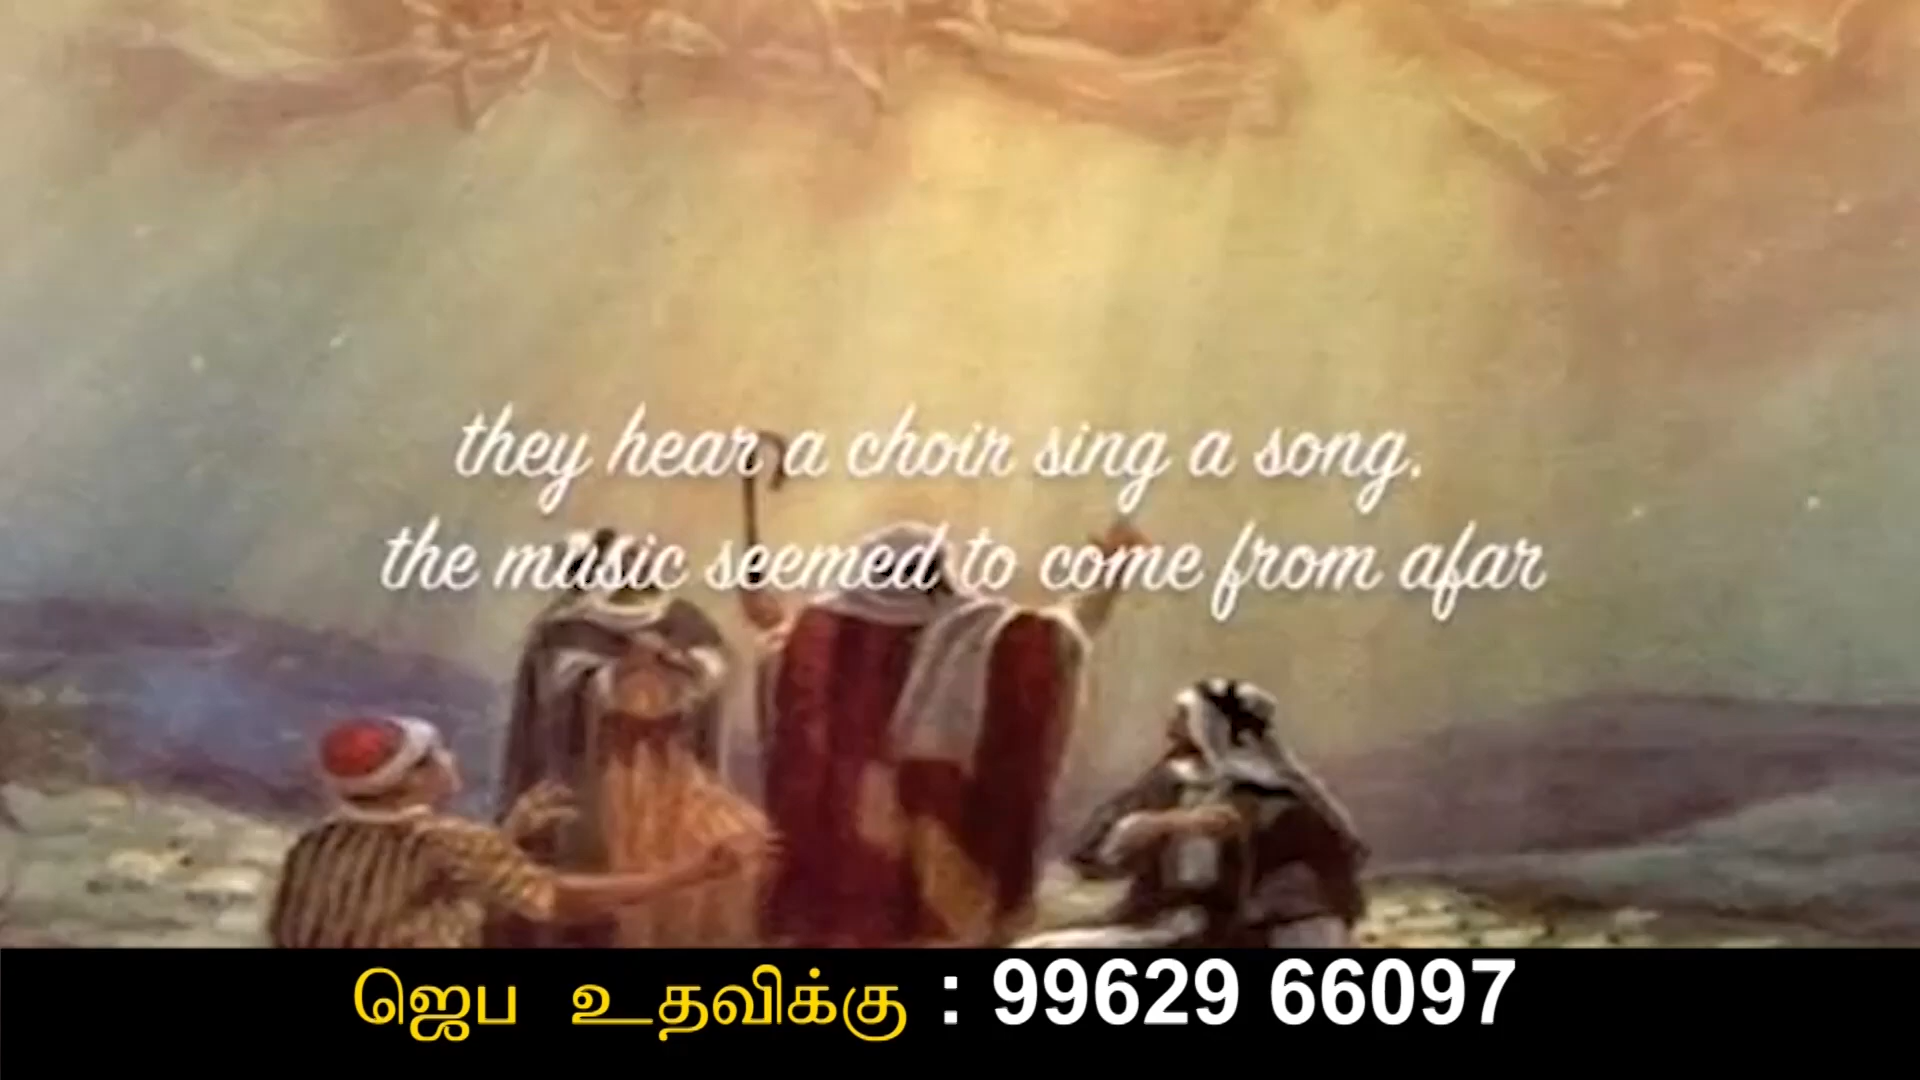 they hear a choir sing a song.
the music seemed to come from afar
ஜெப உதவிக்கு : 99629 66097